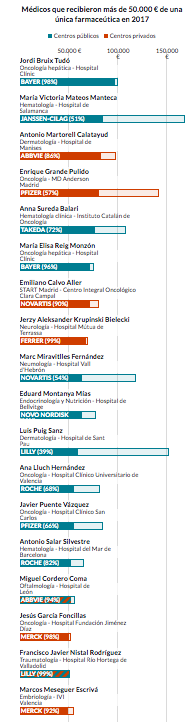 Médicos que recibieron más de 50.000 € de una
única farmacéutica en 2017
Centros públicos Centros privados
50,000 € 100,000 € 150,000 €
Jordi Bruix Tudó
Oncología hepática - Hospital
Clínic
BAYER (98%)
María Victoria Mateos Manteca
Hematología - Hospital de
Salamanca
JANSSEN-CILAG (51%)
Antonio Martorell Calatayud
Dermatología - Hospital de
Manises
ABBVIE (86%)
Enrique Grande Pulido
Oncología - MD Anderson
Madrid
PFIZER (57%)
Anna Sureda Balari
Hematología clínica - Instituto Catalán de
Oncología
TAKEDA (72%)
María Elisa Reig Monzón
Oncología hepática - Hospital
Clínic
BAYER (96%)
Emiliano Calvo Aller
START Madrid - Centro Integral Oncológico
Clara Campal
NOVARTIS (90%)
Jerzy Aleksander Krupinski Bielecki
Neurología - Hospital Mútua de
Terrassa
FERRER (99%)
Marc Miravitlles Fernández
Neumología - Hospital Vall
d'Hebrón
NOVARTIS (54%)
Eduard Montanya Mias
Endocrinología y Nutrición - Hospital de
Bellvitge
NOVO NORDISK
Luis Puig Sanz
Dermatología - Hospital de Sant
Pau
LILLY (39%)
Ana Lluch Hernández
Oncología - Hospital Clínico Universitario de
Valencia
ROCHE (68%)
Javier Puente Vázquez
Oncología - Hospital Clínico San
Carlos
PFIZER (66%)
Antonio Salar Silvestre
Hematología - Hospital del Mar de
Barcelona
ROCHE (82%)
Miguel Cordero Coma
Oftalmología - Hospital de
León
ABBVIE (94%)
Jesús García Foncillas
Oncología - Hospital Fundación Jiménez
Díaz
MERCK (98%)
Francisco Javier Nistal Rodríguez
Traumatología - Hospital Río Hortega de
Valladolid
LILLY (99%)
Marcos Meseguer Escrivá
Embriología - IVI
Valencia
MERCK (92%)